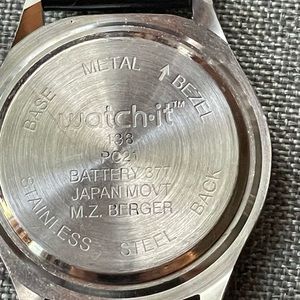 BASE METAL ↑ BEZEL
watch·it™
138
PC21
BATTERY 377
JAPAN MOVT
M.Z. BERGER
STAINLESS STEEL BACK